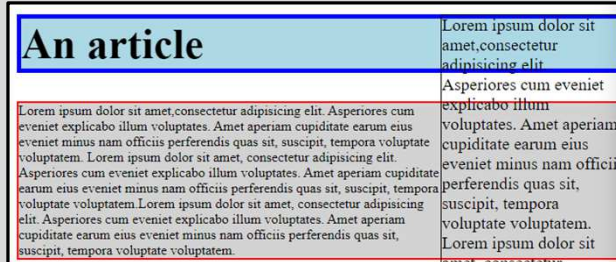 An article
Lorem ipsum dolor sit amet,consectetur adipisicing elit. Asperiores cum
eveniet explicabo illum voluptates. Amet aperiam cupiditate earum eius
eveniet minus nam officiis perferendis quas sit, suscipit, tempora voluptate
voluptatem. Lorem ipsum dolor sit amet, consectetur adipisicing elit.
Asperiores cum eveniet explicabo illum voluptates. Amet aperiam cupiditate
earum eius eveniet minus nam officiis perferendis quas sit, suscipit, tempora
voluptate voluptatem.Lorem ipsum dolor sit amet, consectetur adipisicing
elit. Asperiores cum eveniet explicabo illum voluptates. Amet aperiam
cupiditate earum eius eveniet minus nam officiis perferendis quas sit,
suscipit, tempora voluptate voluptatem.
Lorem ipsum dolor sit
amet,consectetur
adipisicing elit.
Asperiores cum eveniet
explicabo illum
voluptates. Amet aperiam
cupiditate earum eius
eveniet minus nam offici
perferendis quas sit,
suscipit, tempora
voluptate voluptatem.
Lorem ipsum dolor sit
amet, consectetur